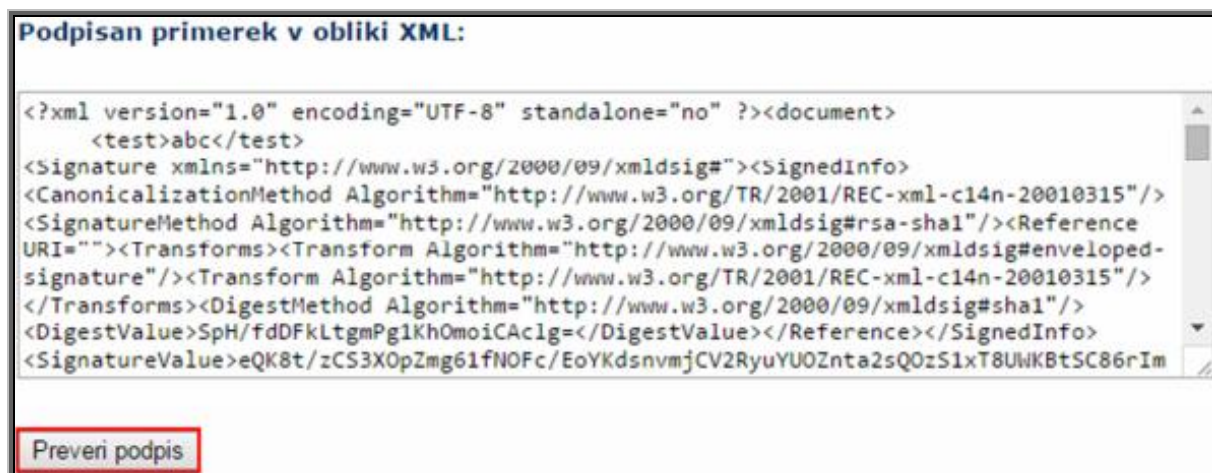 Podpisan primerek v obliki XML:
<?xml version="1.0" encoding="UTF-8" standalone="no" ?><document>
<test>abc</test>
<Signature xmlns="http://www.w3.org/2000/09/xmldsig#"><SignedInfo>
<CanonicalizationMethod Algorithm="http://www.w3.org/TR/2001/REC-xml-c14n-20010315"/>
<SignatureMethod Algorithm="http://www.w3.org/2000/09/xmldsig#rsa-sha1"/><Reference
URI=""><Transforms><Transform Algorithm="http://www.w3.org/2000/09/xmldsig#enveloped-
signature"/><Transform Algorithm="http://www.w3.org/TR/2001/REC-xml-c14n-20010315"/>
</Transforms><DigestMethod Algorithm="http://www.w3.org/2000/09/xmldsig#sha1"/>
<DigestValue>SpH/fdDFkLtgmPg1KhOmoiCAclg=</DigestValue></Reference></SignedInfo>
<SignatureValue>eQK8t/zCS3XOpZmg61fNOFc/EoYKdsnvmjCV2RyuYUOZnta2sQOzS1xT8UWKBtSC86rIm
Preveri podpis